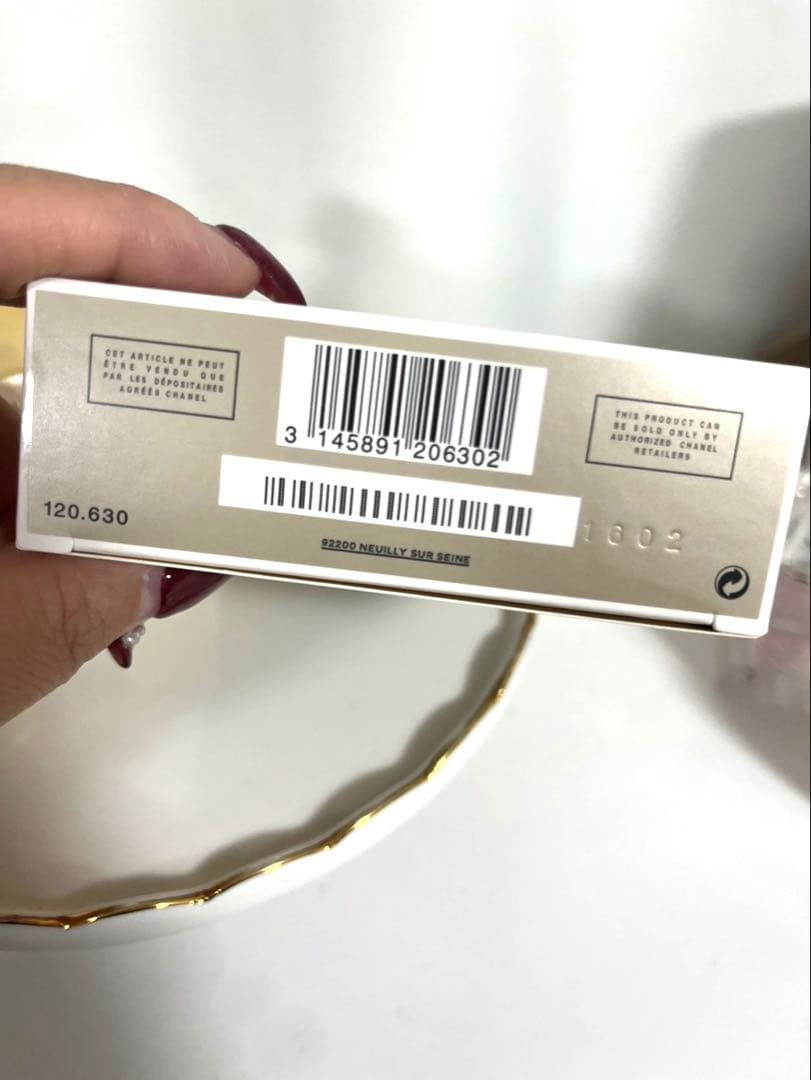 CET ARTICLE NE PEUT
ÊTRE VENDU QUE
PAR LES DÉPOSITAIRES
AGRÉÉS CHANEL
3 145891 206302
THIS PRODUCT CAN
BE SOLD ONLY BY
AUTHORIZED CHANEL
RETAILERS
120.630
1602
92200 NEUILLY SUR SEINE